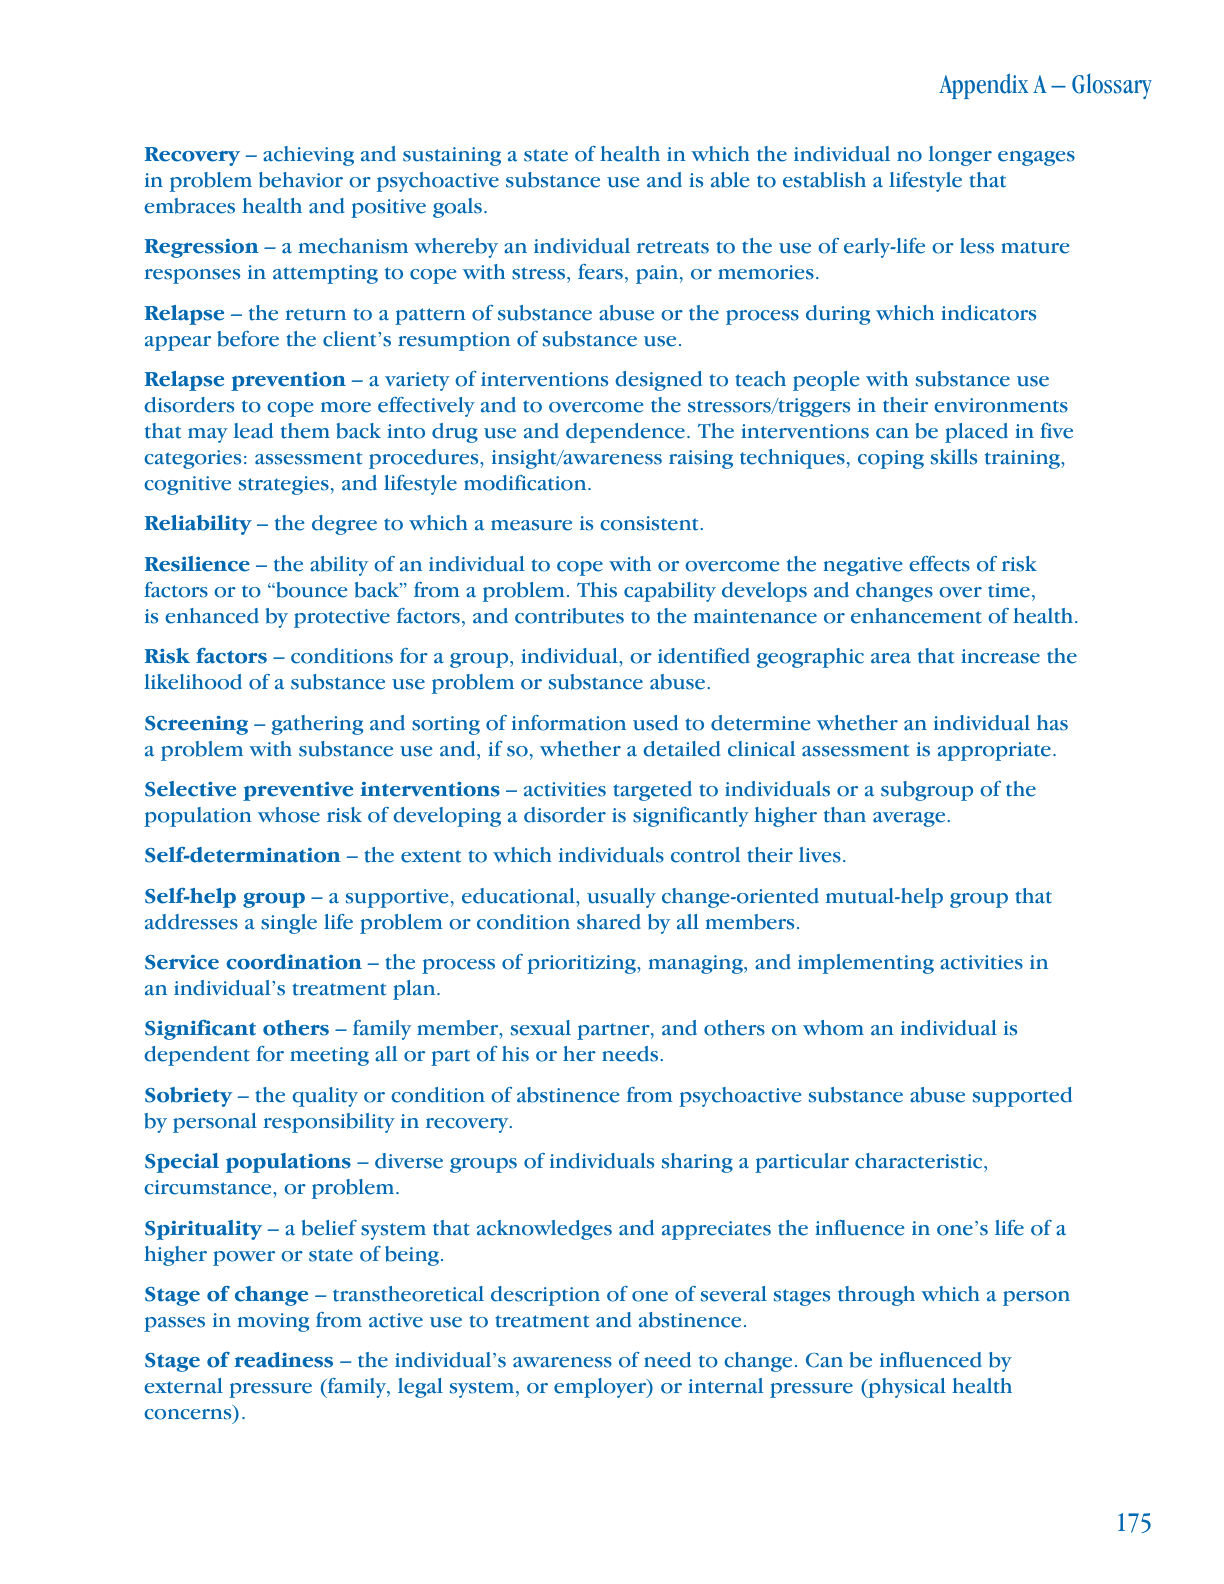 Appendix A – Glossary
Recovery – achieving and sustaining a state of health in which the individual no longer engages
in problem behavior or psychoactive substance use and is able to establish a lifestyle that
embraces health and positive goals.
Regression – a mechanism whereby an individual retreats to the use of early-life or less mature
responses in attempting to cope with stress, fears, pain, or memories.
Relapse – the return to a pattern of substance abuse or the process during which indicators
appear before the client’s resumption of substance use.
Relapse prevention – a variety of interventions designed to teach people with substance use
disorders to cope more effectively and to overcome the stressors/triggers in their environments
that may lead them back into drug use and dependence. The interventions can be placed in five
categories: assessment procedures, insight/awareness raising techniques, coping skills training,
cognitive strategies, and lifestyle modification.
Reliability – the degree to which a measure is consistent.
Resilience – the ability of an individual to cope with or overcome the negative effects of risk
factors or to “bounce back” from a problem. This capability develops and changes over time,
is enhanced by protective factors, and contributes to the maintenance or enhancement of health.
Risk factors – conditions for a group, individual, or identified geographic area that increase the
likelihood of a substance use problem or substance abuse.
Screening – gathering and sorting of information used to determine whether an individual has
a problem with substance use and, if so, whether a detailed clinical assessment is appropriate.
Selective preventive interventions – activities targeted to individuals or a subgroup of the
population whose risk of developing a disorder is significantly higher than average.
Self-determination – the extent to which individuals control their lives.
Self-help group – a supportive, educational, usually change-oriented mutual-help group that
addresses a single life problem or condition shared by all members.
Service coordination – the process of prioritizing, managing, and implementing activities in
an individual’s treatment plan.
Significant others – family member, sexual partner, and others on whom an individual is
dependent for meeting all or part of his or her needs.
Sobriety – the quality or condition of abstinence from psychoactive substance abuse supported
by personal responsibility in recovery.
Special populations – diverse groups of individuals sharing a particular characteristic,
circumstance, or problem.
Spirituality – a belief system that acknowledges and appreciates the influence in one’s life of a
higher power or state of being.
Stage of change – transtheoretical description of one of several stages through which a person
passes in moving from active use to treatment and abstinence.
Stage of readiness – the individual’s awareness of need to change. Can be influenced by
external pressure (family, legal system, or employer) or internal pressure (physical health
concerns).
175